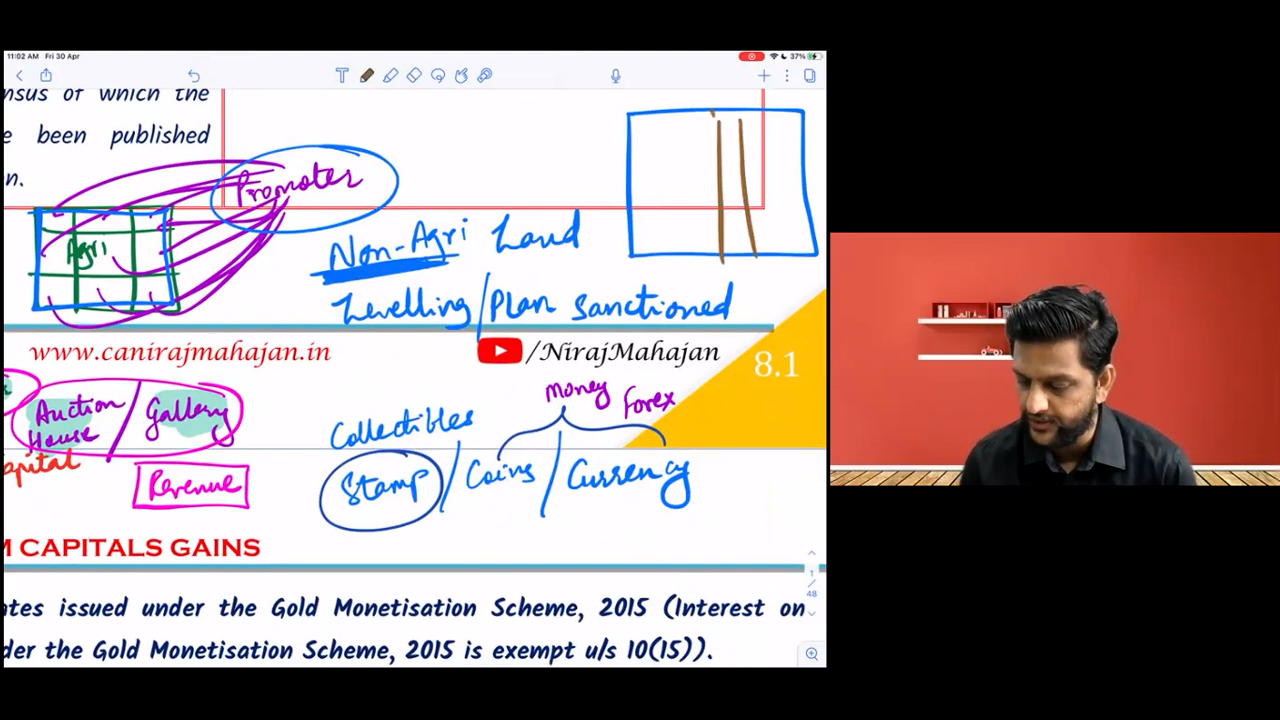 11:02 AM Fri 30 Apr
37%
nsus of which the
e been published
n.
Promoter
Agri
Non-Agri Land
Levelling/Plan Sanctioned
www.canirajmahajan.in
/NirajMahajan
8.1
Auction House / Gallery
apital
Revenue
Money
Forex
Collectibles
Stamp / Coins / Currency
M CAPITALS GAINS
1
/
48
ates issued under the Gold Monetisation Scheme, 2015 (Interest on
der the Gold Monetisation Scheme, 2015 is exempt u/s 10(15)).